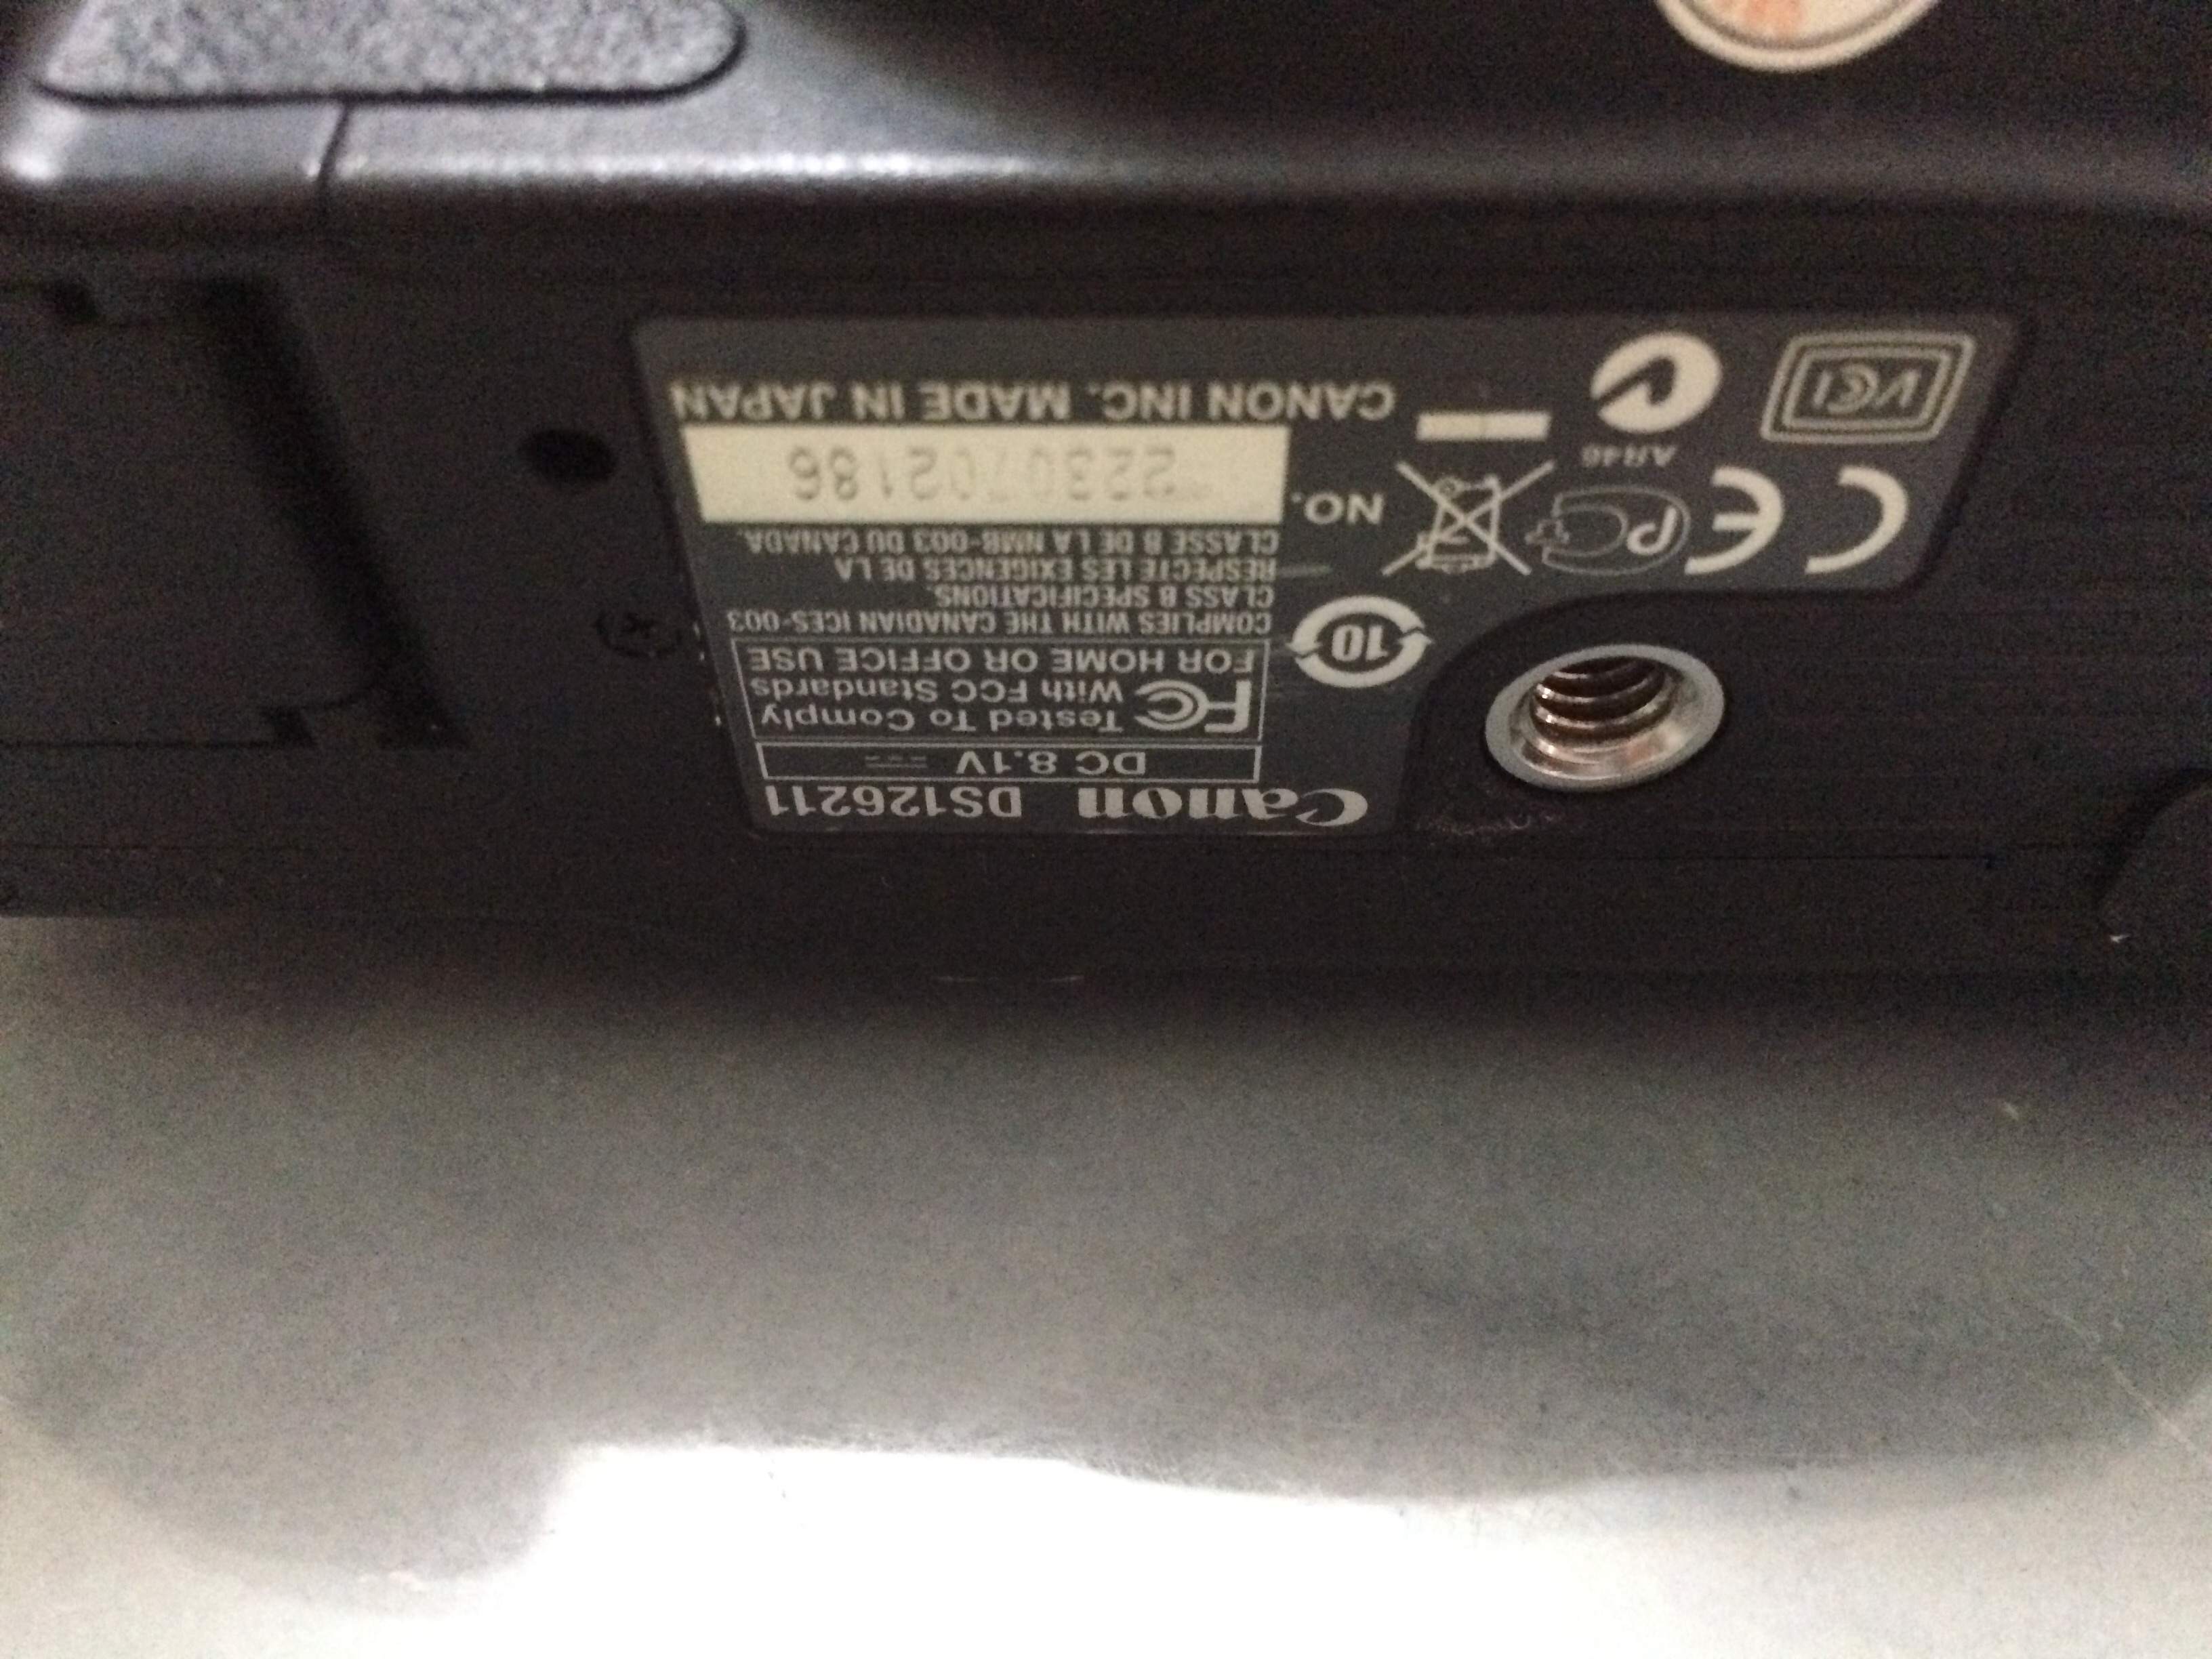 Canon DS126211
DC 8.1V
FC Tested To Comply
With FCC Standards
FOR HOME OR OFFICE USE
10
COMPLIES WITH THE CANADIAN ICES-003
CLASS B SPECIFICATIONS.
RESPECTE LES EXIGENCES DE LA
CLASSE B DE LA NMB-003 DU CANADA.
CE PC
NO. 2230702186
AR46
VCI
CANON INC. MADE IN JAPAN